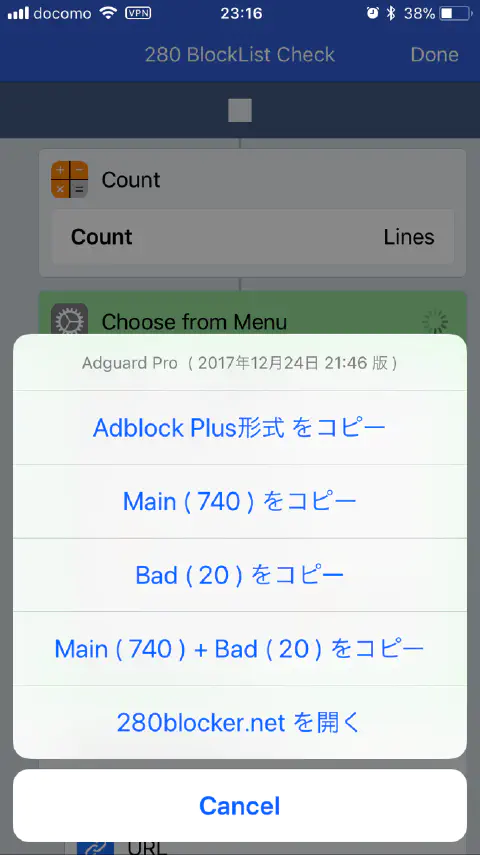 docomo VPN 23:16 38%
280 BlockList Check Done
Count
Count Lines
Choose from Menu
Adguard Pro ( 2017年12月24日 21:46 版 )
Adblock Plus形式 をコピー
Main ( 740 ) をコピー
Bad ( 20 ) をコピー
Main ( 740 ) + Bad ( 20 ) をコピー
280blocker.net を開く
Cancel
URL